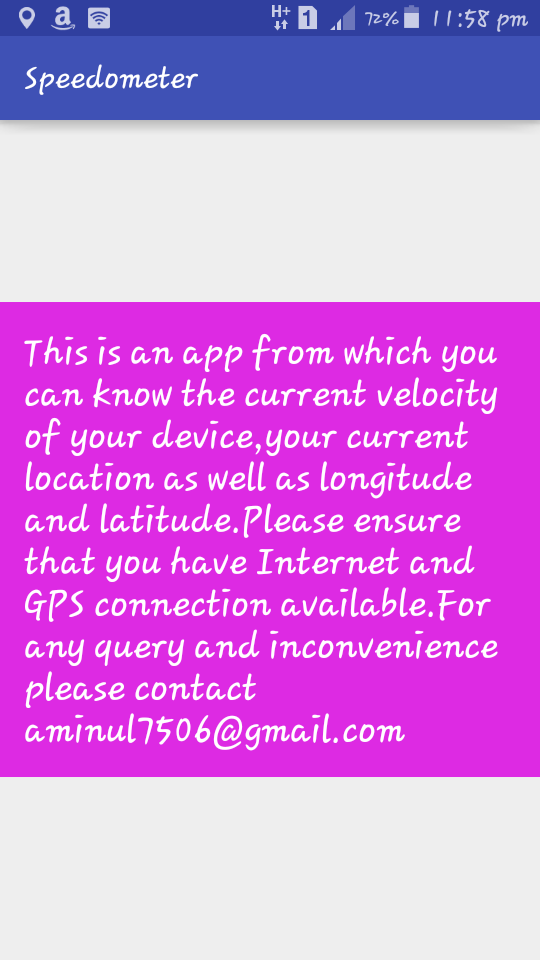 H+ 1 72% 11:58 pm
Speedometer
This is an app from which you
can know the current velocity
of your device,your current
location as well as longitude
and latitude.Please ensure
that you have Internet and
GPS connection available.For
any query and inconvenience
please contact
aminul7506@gmail.com